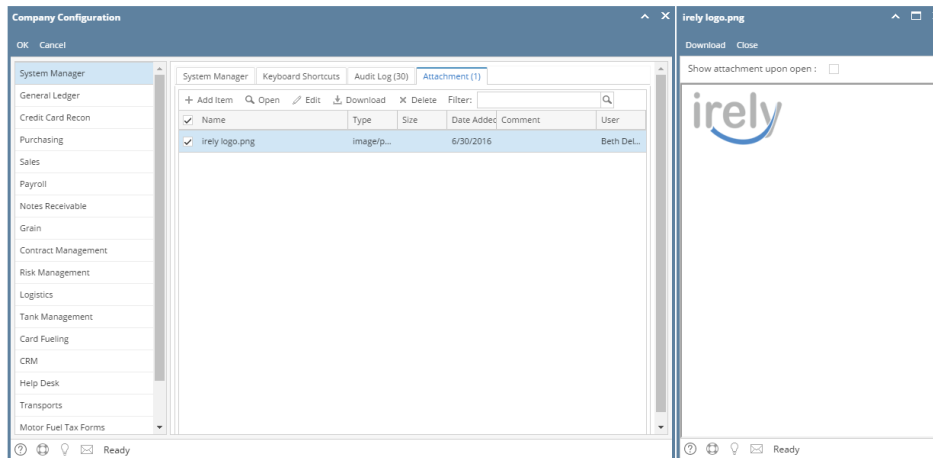 Company Configuration
OK Cancel
System Manager
General Ledger
Credit Card Recon
Purchasing
Sales
Payroll
Notes Receivable
Grain
Contract Management
Risk Management
Logistics
Tank Management
Card Fueling
CRM
Help Desk
Transports
Motor Fuel Tax Forms
System Manager Keyboard Shortcuts Audit Log (30) Attachment (1)
Add Item Open Edit Download Delete Filter:
Name Type Size Date Added Comment User
irely logo.png image/p... 6/30/2016 Beth Del...
Ready
irely logo.png
Download Close
Show attachment upon open :
irely
Ready